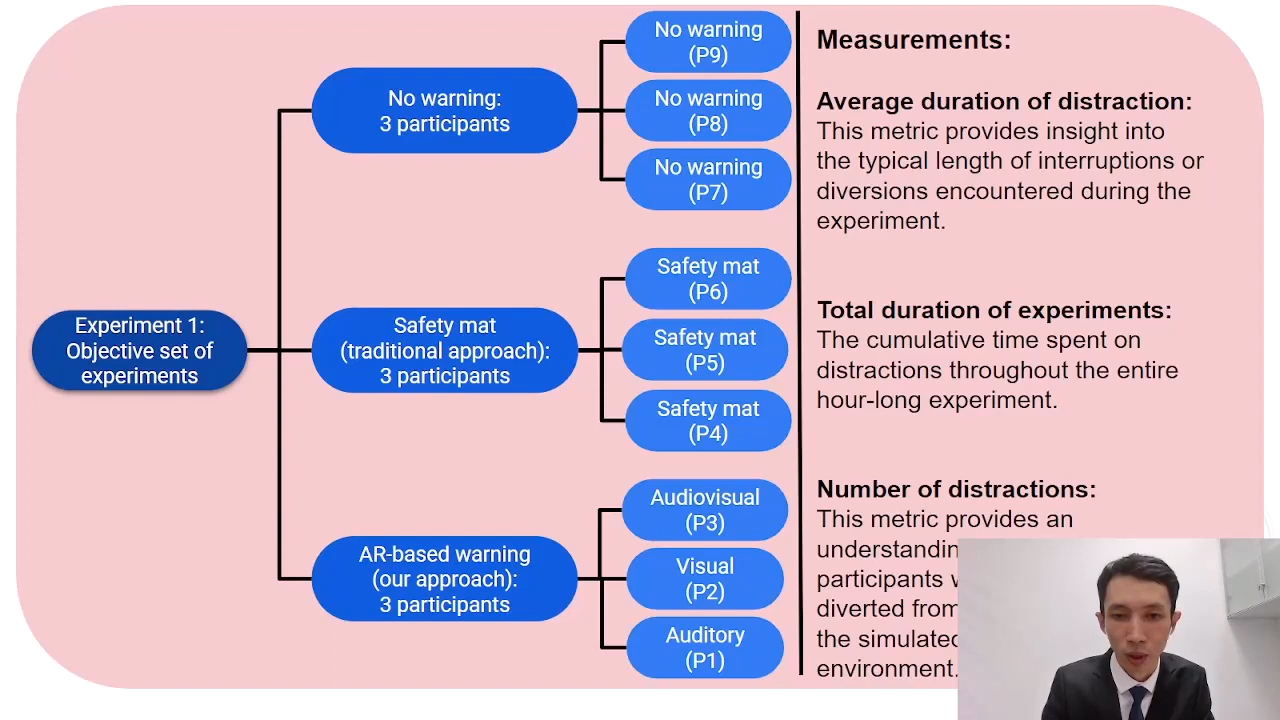 Experiment 1:
Objective set of
experiments
No warning:
3 participants
Safety mat
(traditional approach):
3 participants
AR-based warning
(our approach):
3 participants
No warning
(P9)
No warning
(P8)
No warning
(P7)
Safety mat
(P6)
Safety mat
(P5)
Safety mat
(P4)
Audiovisual
(P3)
Visual
(P2)
Auditory
(P1)
Measurements:
Average duration of distraction:
This metric provides insight into
the typical length of interruptions or
diversions encountered during the
experiment.
Total duration of experiments:
The cumulative time spent on
distractions throughout the entire
hour-long experiment.
Number of distractions:
This metric provides an
participants
diverted from
the simulated
environment.